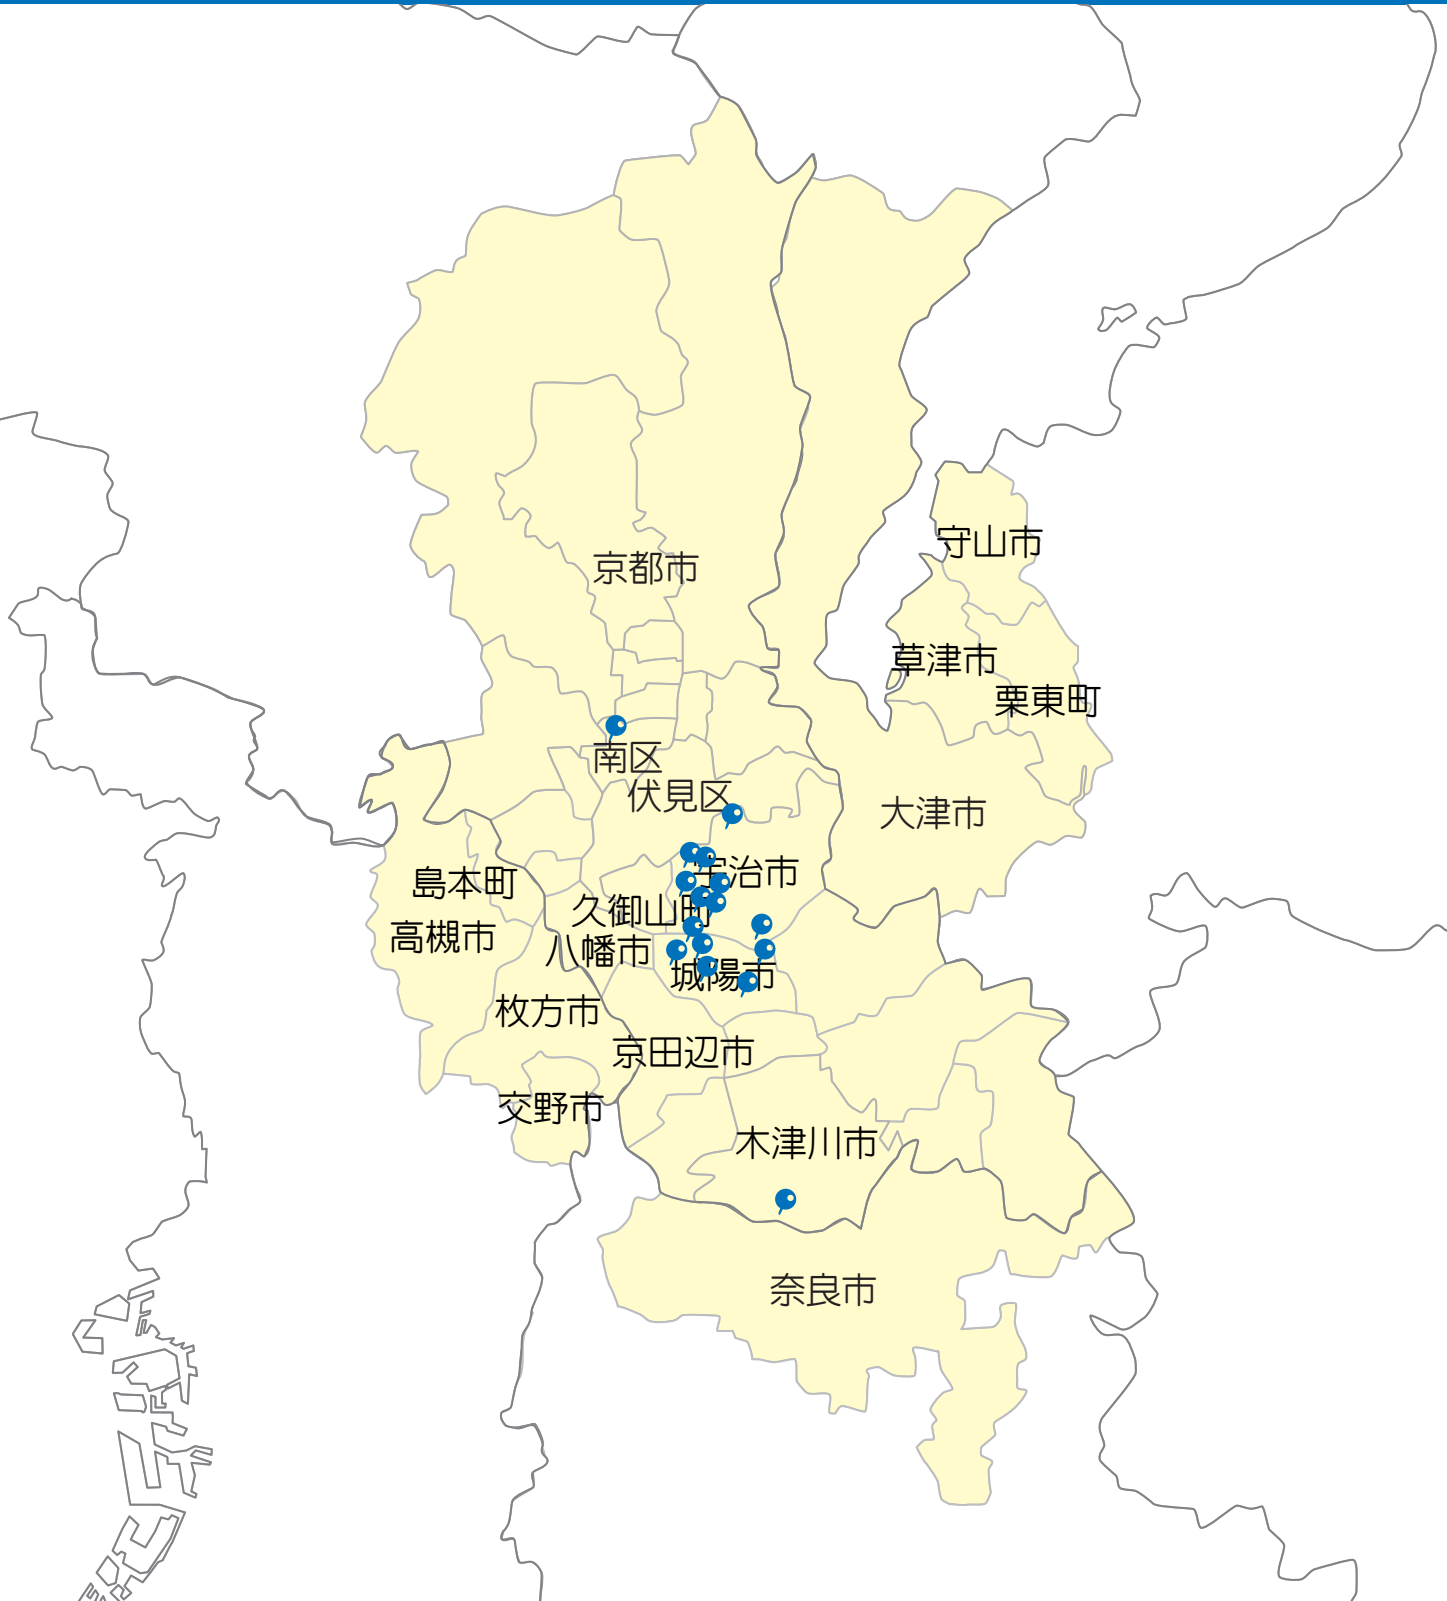 守山市
京都市
草津市
栗東町
南区
伏見区
大津市
宇治市
島本町
久御山町
高槻市
八幡市
城陽市
枚方市
京田辺市
交野市
木津川市
奈良市